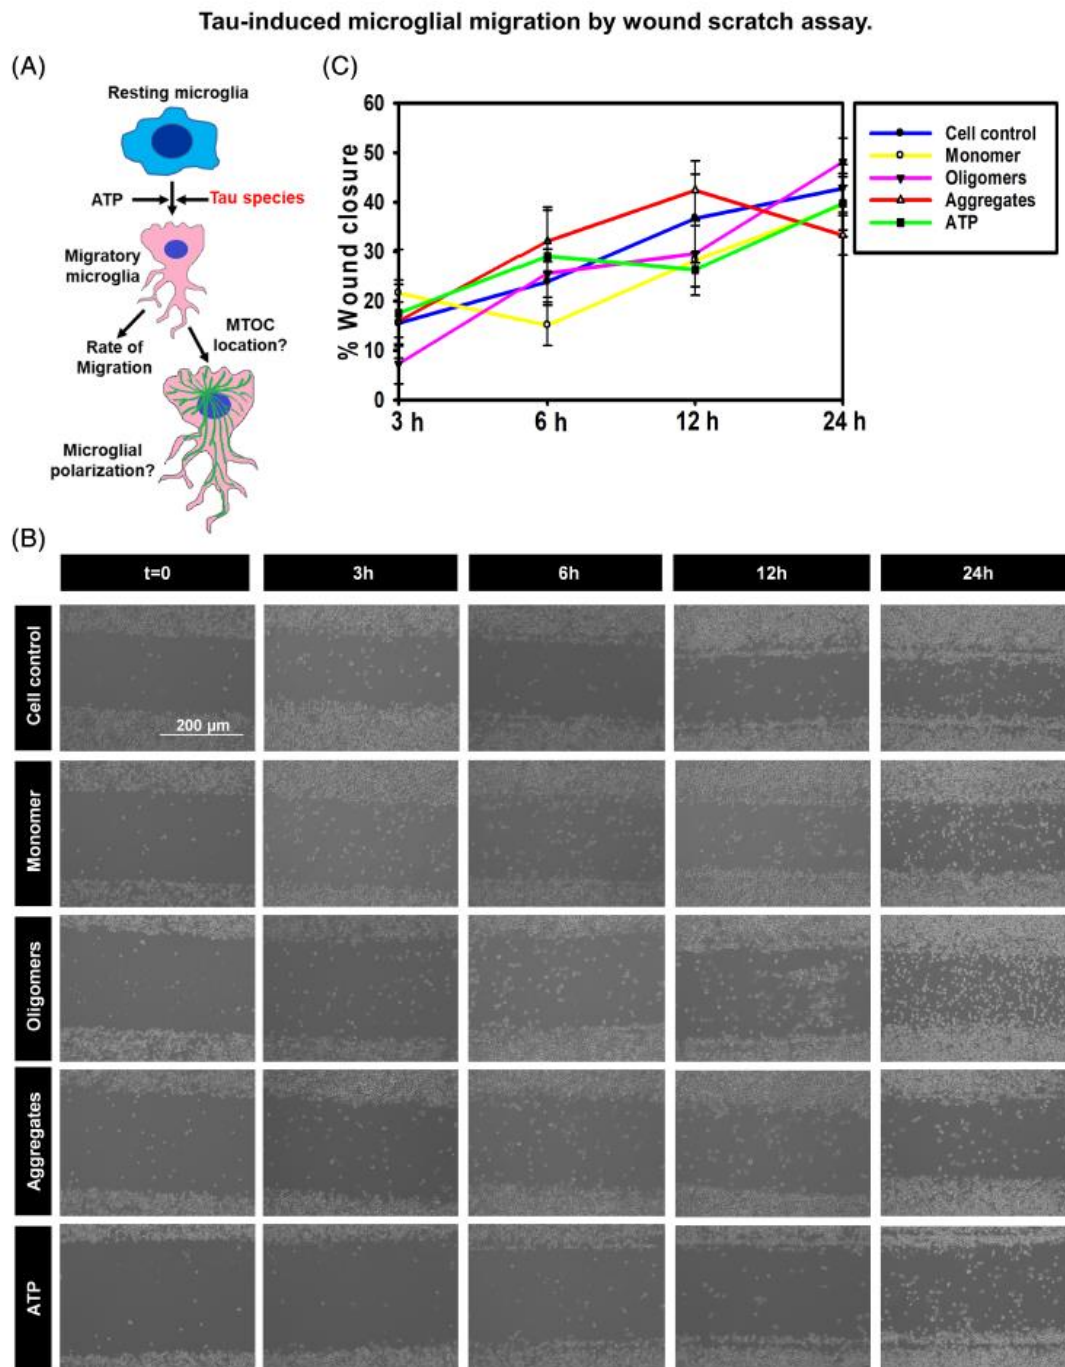 Tau-induced microglial migration by wound scratch assay.
(A)
Resting microglia
ATP
Tau species
Migratory
microglia
Rate of
Migration
MTOC
location?
Microglial
polarization?
(C)
% Wound closure
60
50
40
30
20
10
0
3 h
6 h
12 h
24 h
Cell control
Monomer
Oligomers
Aggregates
ATP
(B)
t=0
3h
6h
12h
24h
Cell control
200 µm
Monomer
Oligomers
Aggregates
ATP